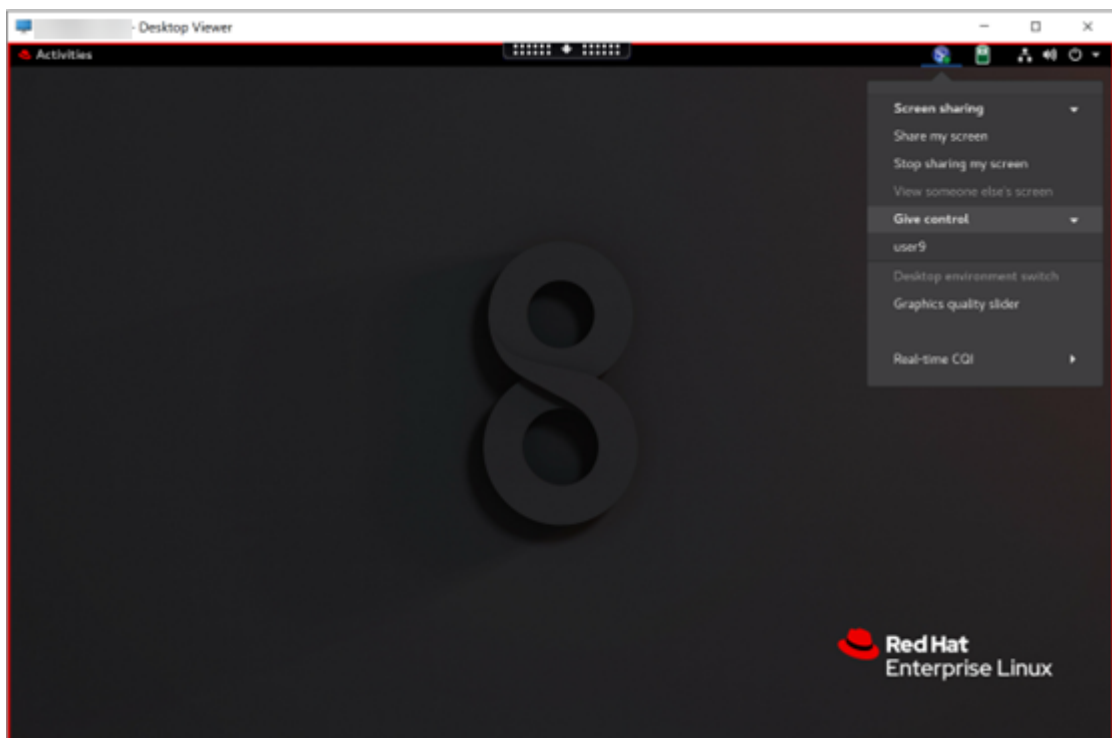 - Desktop Viewer
Activities
Screen sharing
Share my screen
Stop sharing my screen
View someone else's screen
Give control
user9
Desktop environment switch
Graphics quality slider
Real-time CQI
8
Red Hat
Enterprise Linux